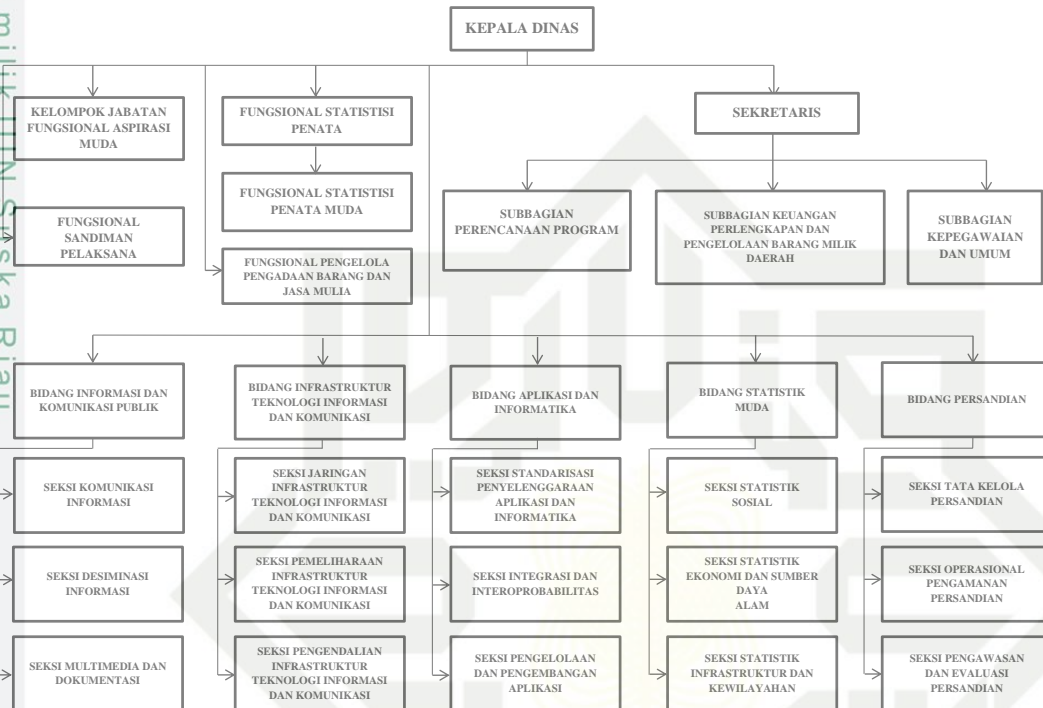 KEPALA DINAS
KELOMPOK JABATAN
FUNGSIONAL ASPIRASI
MUDA
FUNGSIONAL STATISTISI
PENATA
SEKRETARIS
FUNGSIONAL
SANDIMAN
PELAKSANA
FUNGSIONAL STATISTISI
PENATA MUDA
FUNGSIONAL PENGELOLA
PENGADAAN BARANG DAN
JASA MULIA
SUBBAGIAN
PERENCANAAN PROGRAM
SUBBAGIAN KEUANGAN
PERLENGKAPAN DAN
PENGELOLAAN BARANG MILIK
DAERAH
SUBBAGIAN
KEPEGAWAIAN
DAN UMUM
BIDANG INFORMASI DAN
KOMUNIKASI PUBLIK
BIDANG INFRASTRUKTUR
TEKNOLOGI INFORMASI
DAN KOMUNIKASI
BIDANG APLIKASI DAN
INFORMATIKA
BIDANG STATISTIK
MUDA
BIDANG PERSANDIAN
SEKSI KOMUNIKASI
INFORMASI
SEKSI JARINGAN
INFRASTRUKTUR
TEKNOLOGI INFORMASI
DAN KOMUNIKASI
SEKSI STANDARISASI
PENYELENGGARAAN
APLIKASI DAN
INFORMATIKA
SEKSI STATISTIK
SOSIAL
SEKSI TATA KELOLA
PERSANDIAN
SEKSI DESIMINASI
INFORMASI
SEKSI PEMELIHARAAN
INFRASTRUKTUR
TEKNOLOGI INFORMASI
DAN KOMUNIKASI
SEKSI INTEGRASI DAN
INTEROPROBABILITAS
SEKSI STATISTIK
EKONOMI DAN SUMBER
DAYA
ALAM
SEKSI OPERASIONAL
PENGAMANAN
PERSANDIAN
SEKSI MULTIMEDIA DAN
DOKUMENTASI
SEKSI PENGENDALIAN
INFRASTRUKTUR
TEKNOLOGI INFORMASI
DAN KOMUNIKASI
SEKSI PENGELOLAAN
DAN PENGEMBANGAN
APLIKASI
SEKSI STATISTIK
INFRASTRUKTUR DAN
KEWILAYAHAN
SEKSI PENGAWASAN
DAN EVALUASI
PERSANDIAN
milik UIN Suska Riau